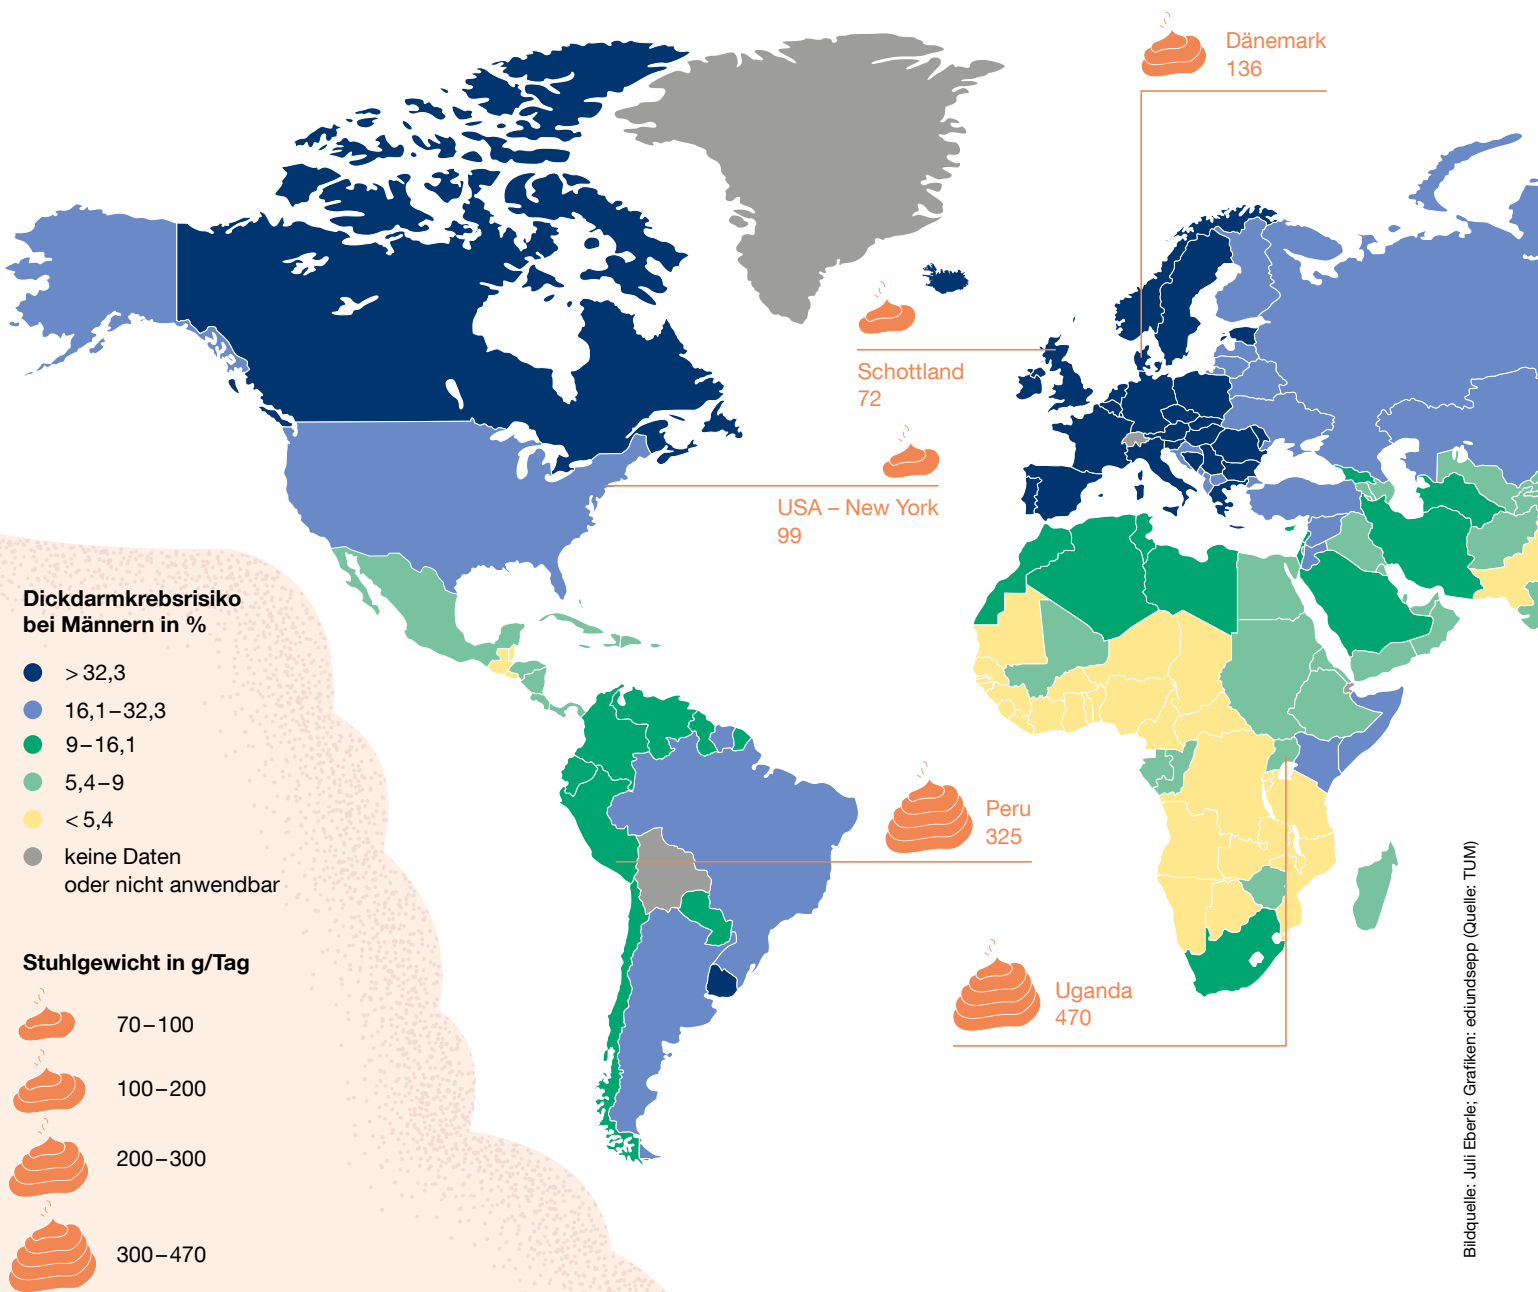 Dänemark
136
Schottland
72
USA – New York
99
Dickdarmkrebsrisiko
bei Männern in %
> 32,3
16,1–32,3
9–16,1
5,4–9
< 5,4
keine Daten
oder nicht anwendbar
Peru
325
Uganda
470
Stuhlgewicht in g/Tag
70–100
100–200
200–300
300–470
Bildquelle: Juli Eberle; Grafiken: ediundsepp (Quelle: TUM)